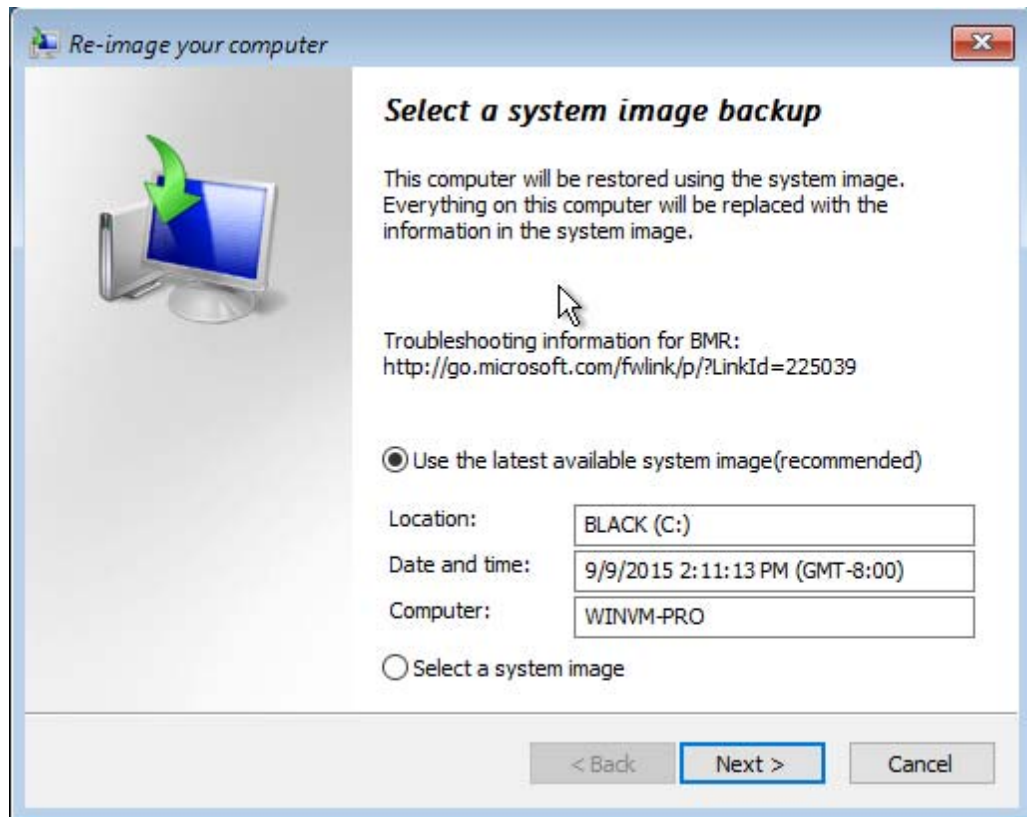 Re-image your computer
Select a system image backup
This computer will be restored using the system image.
Everything on this computer will be replaced with the
information in the system image.
Troubleshooting information for BMR:
http://go.microsoft.com/fwlink/p/?LinkId=225039
Use the latest available system image(recommended)
Location: BLACK (C:)
Date and time: 9/9/2015 2:11:13 PM (GMT-8:00)
Computer: WINVM-PRO
Select a system image
< Back Next > Cancel